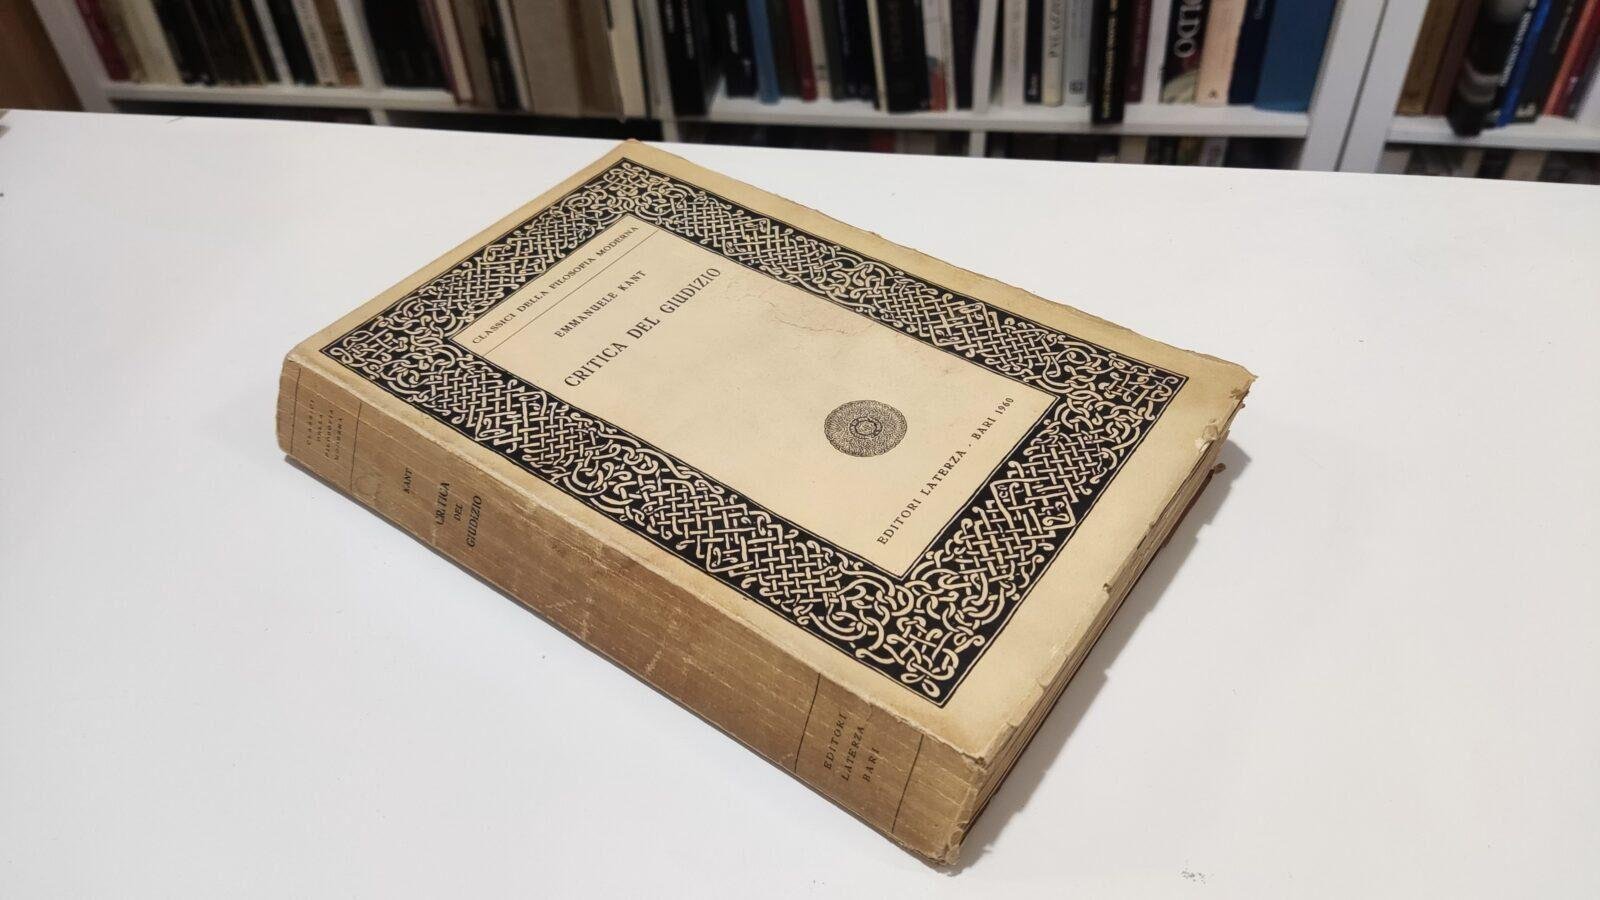 CLASSICI DELLA FILOSOFIA MODERNA
EMMANUELE KANT
CRITICA DEL GIUDIZIO
EDITORI LATERZA · BARI 1960
CLASSICI
DELLA
FILOSOFIA
MODERNA
KANT
CRITICA
DEL
GIUDIZIO
EDITORI
LATERZA
BARI